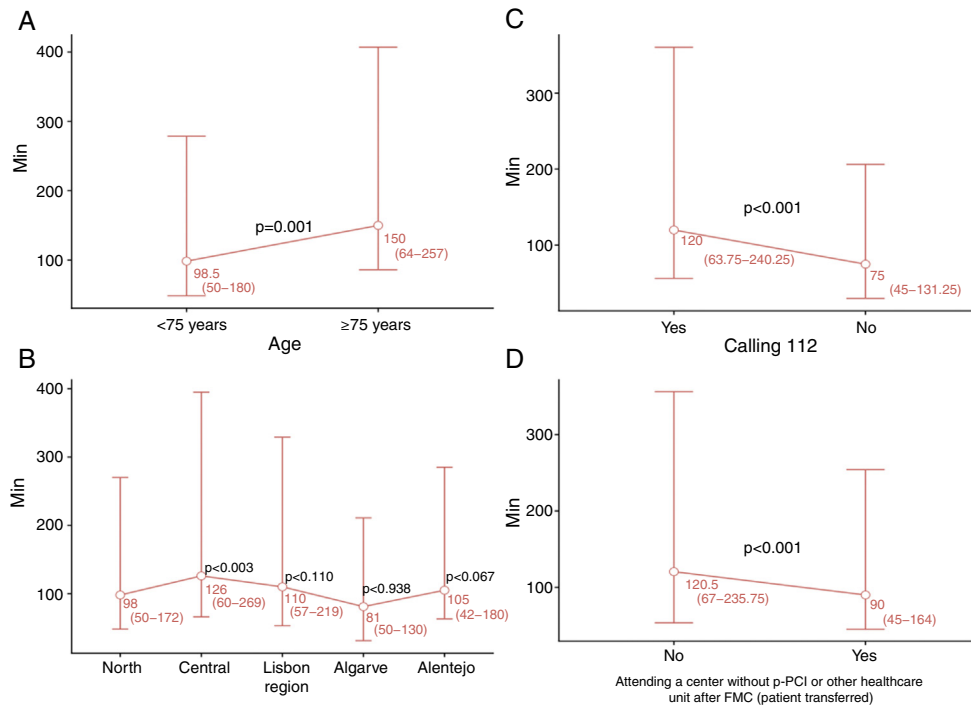 A
400
300
200
100
Min
p=0.001
98.5
(50–180)
150
(64–257)
<75 years
≥75 years
Age
B
400
300
200
100
Min
98
(50–172)
p<0.003
126
(60–269)
p<0.110
110
(57–219)
p<0.938
81
(50–130)
p<0.067
105
(42–180)
North
Central
Lisbon
region
Algarve
Alentejo
C
300
200
100
Min
p<0.001
120
(63.75–240.25)
75
(45–131.25)
Yes
No
Calling 112
D
300
200
100
Min
p<0.001
120.5
(67–235.75)
90
(45–164)
No
Yes
Attending a center without p-PCI or other healthcare
unit after FMC (patient transferred)